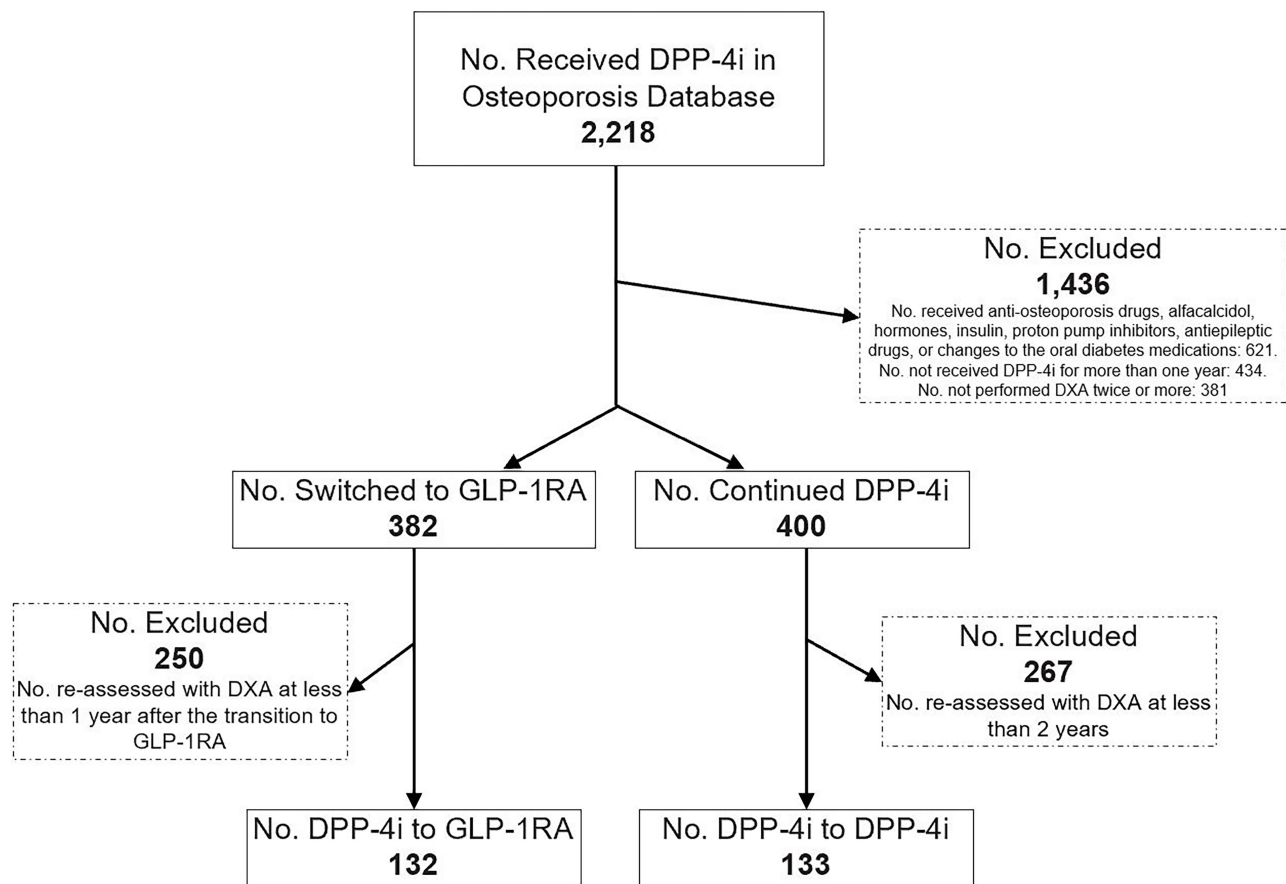 No. Received DPP-4i in
Osteoporosis Database
2,218
No. Excluded
1,436
No. received anti-osteoporosis drugs, alfacalcidol,
hormones, insulin, proton pump inhibitors, antiepileptic
drugs, or changes to the oral diabetes medications: 621.
No. not received DPP-4i for more than one year: 434.
No. not performed DXA twice or more: 381
No. Switched to GLP-1RA
382
No. Continued DPP-4i
400
No. Excluded
250
No. re-assessed with DXA at less
than 1 year after the transition to
GLP-1RA
No. Excluded
267
No. re-assessed with DXA at less
than 2 years
No. DPP-4i to GLP-1RA
132
No. DPP-4i to DPP-4i
133